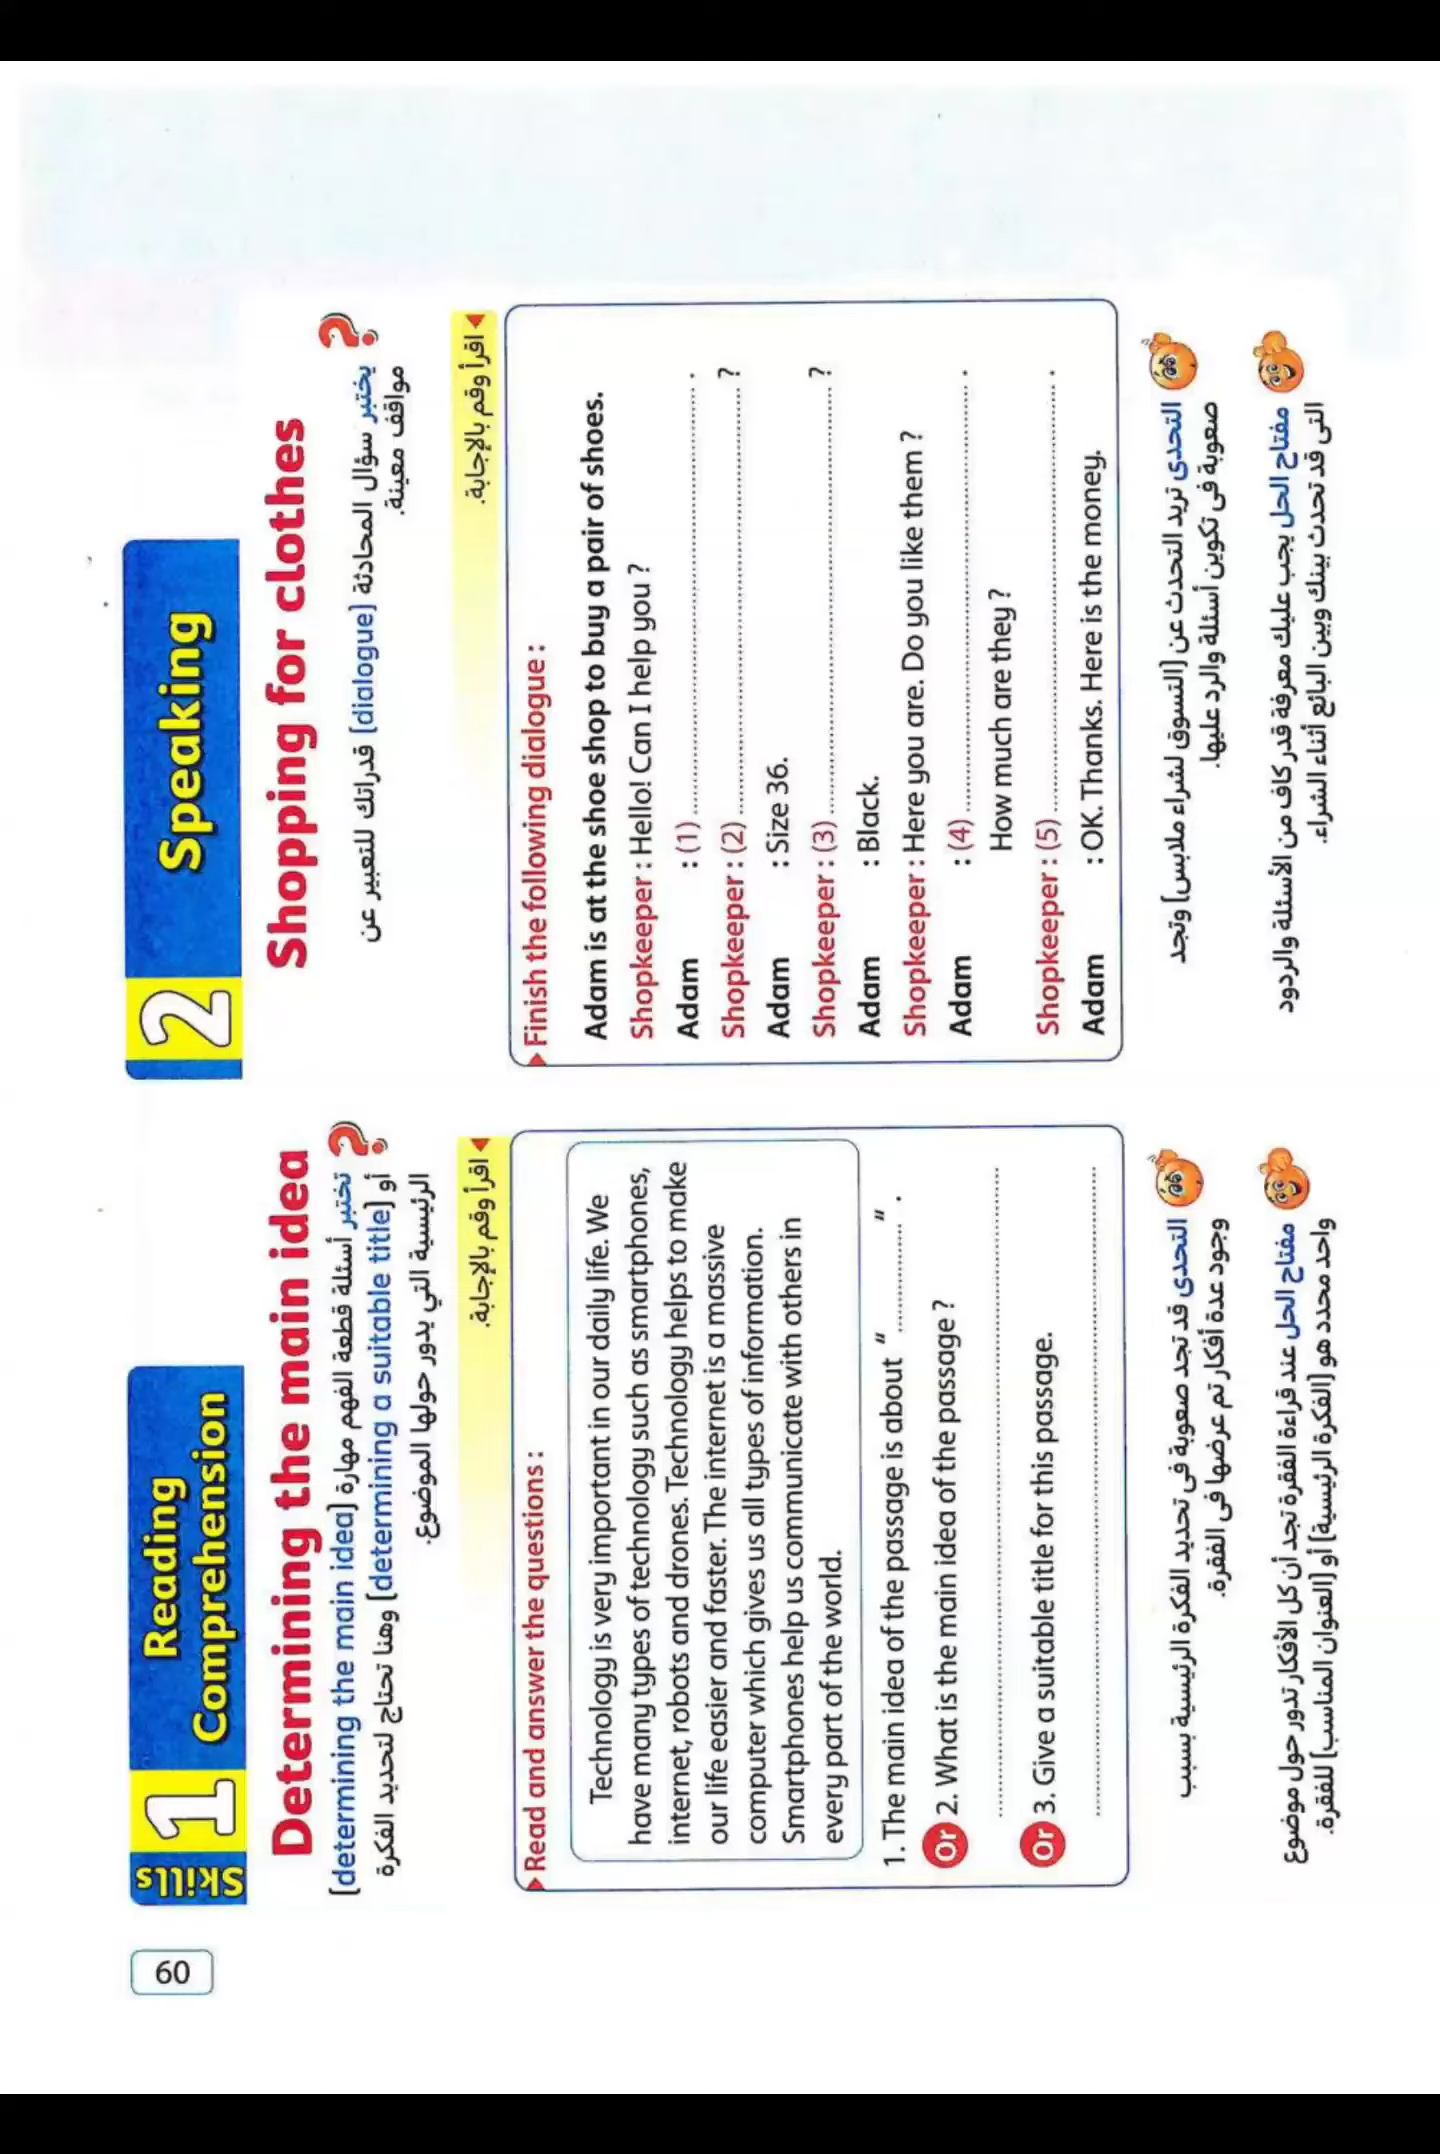 60
Skills
1
Reading
Comprehension
Determining the main idea
تختبر أسئلة قطعة الفهم مهارة (determining the main idea)
أو (determining a suitable title) وهنا تحتاج لتحديد الفكرة
الرئيسية التي يدور حولها الموضوع.
اقرأ وقم بالإجابة.
Read and answer the questions :
Technology is very important in our daily life. We
have many types of technology such as smartphones,
internet, robots and drones. Technology helps to make
our life easier and faster. The internet is a massive
computer which gives us all types of information.
Smartphones help us communicate with others in
every part of the world.
1. The main idea of the passage is about " ............ " .
Or 2. What is the main idea of the passage ?
Or 3. Give a suitable title for this passage.
التحدى قد تجد صعوبة فى تحديد الفكرة الرئيسية بسبب
وجود عدة أفكار تم عرضها فى الفقرة.
مفتاح الحل عند قراءة الفقرة تجد أن كل الأفكار تدور حول موضوع
واحد محدد هو (الفكرة الرئيسية) أو (العنوان المناسب) للفقرة.
2
Speaking
Shopping for clothes
يختبر سؤال المحادثة (dialogue) قدراتك للتعبير عن
مواقف معينة.
اقرأ وقم بالإجابة.
Finish the following dialogue :
Adam is at the shoe shop to buy a pair of shoes.
Shopkeeper : Hello! Can I help you ?
Adam : (1) ............ .
Shopkeeper : (2) ............ ?
Adam : Size 36.
Shopkeeper : (3) ............ ?
Adam : Black.
Shopkeeper : Here you are. Do you like them ?
Adam : (4) ............ .
How much are they ?
Shopkeeper : (5) ............ .
Adam : OK. Thanks. Here is the money.
التحدى تريد التحدث عن (التسوق لشراء ملابس) وتجد
صعوبة فى تكوين أسئلة والرد عليها.
مفتاح الحل يجب عليك معرفة قدر كاف من الأسئلة والردود
التى قد تحدث بينك وبين البائع أثناء الشراء.